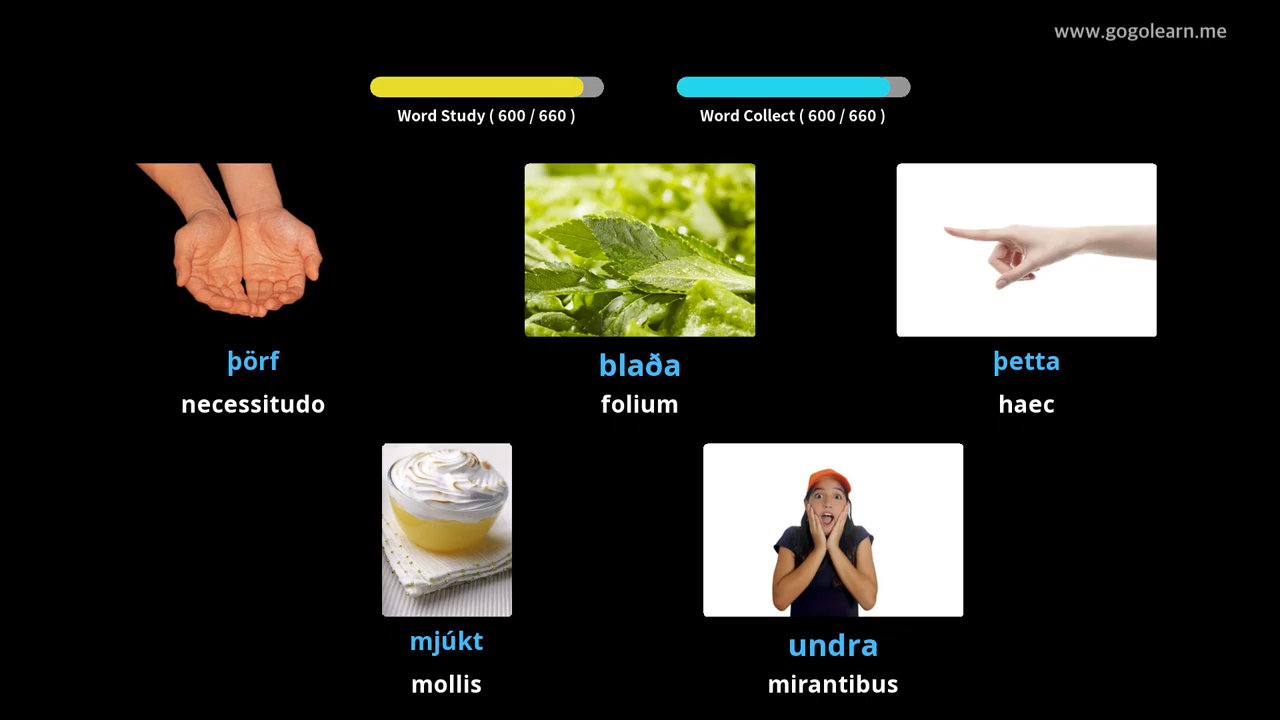 www.gogolearn.me
Word Study ( 600 / 660 )
Word Collect ( 600 / 660 )
þörf
necessitudo
blaða
folium
þetta
haec
mjúkt
mollis
undra
mirantibus